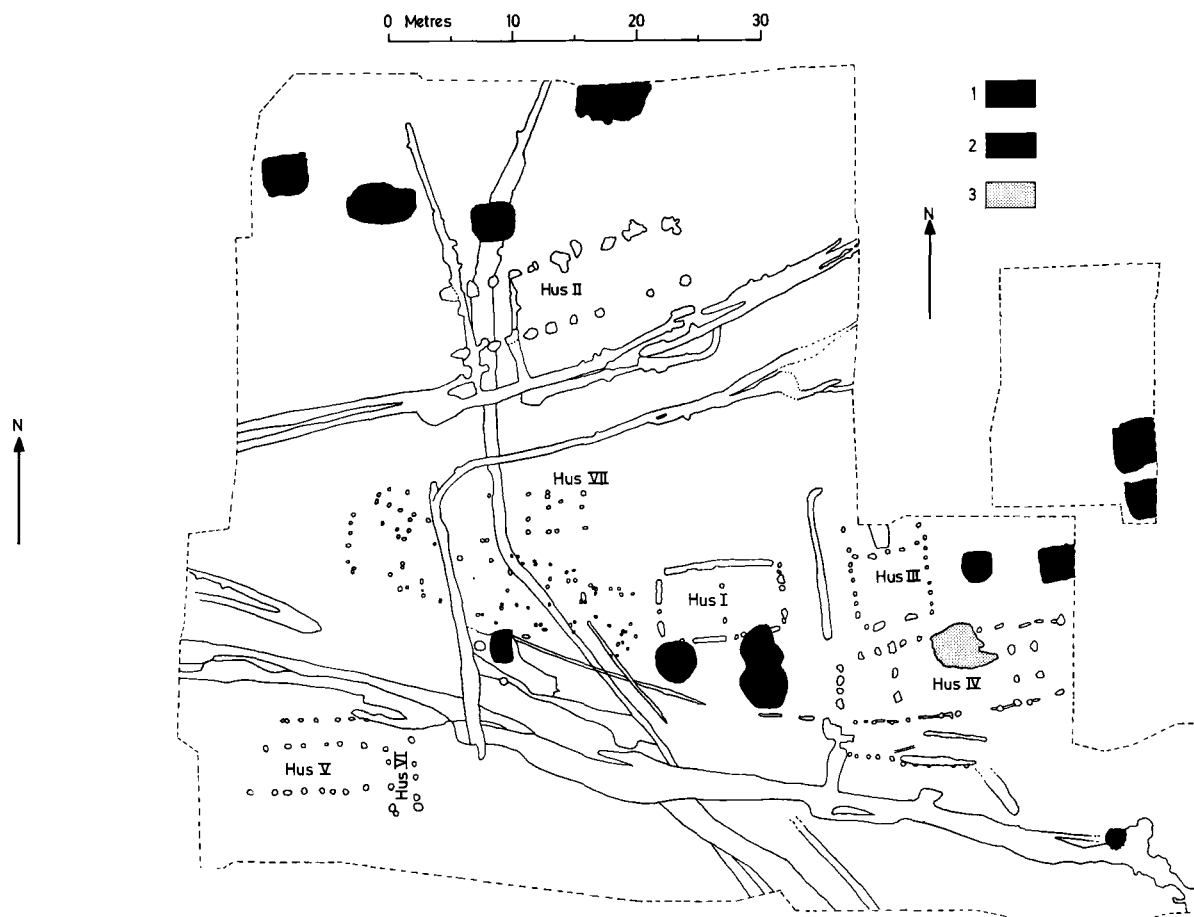 0 Metres 10 20 30
1
2
3
N
N
Hus II
Hus VII
Hus III
Hus I
Hus IV
Hus V
Hus VI